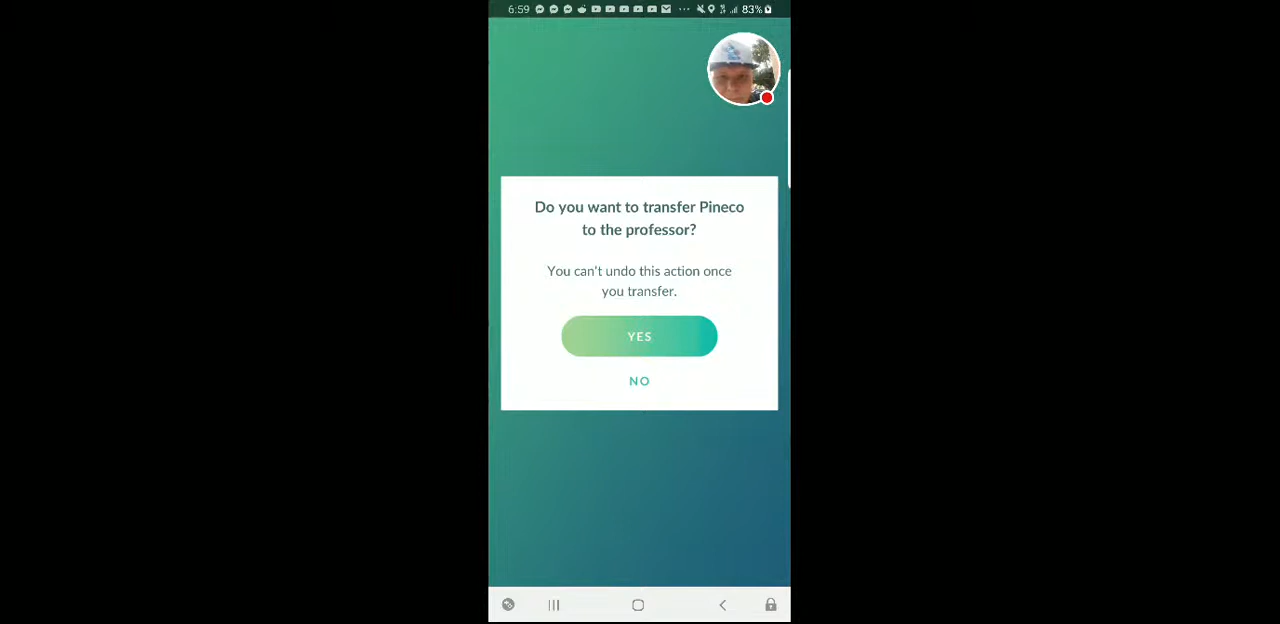 6:59 83%
Do you want to transfer Pineco
to the professor?
You can't undo this action once
you transfer.
YES
NO